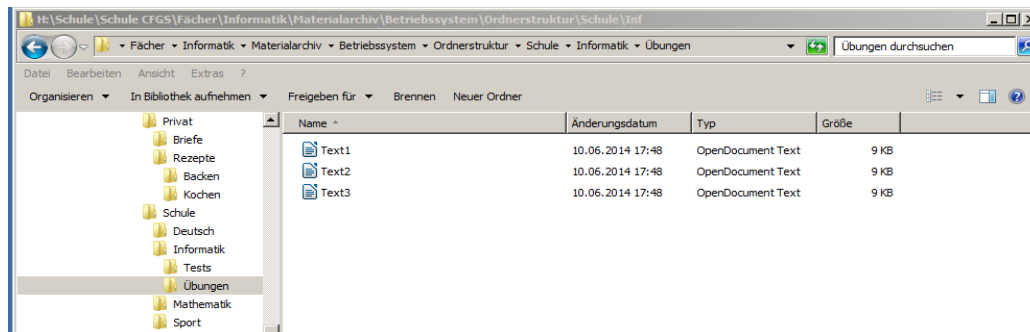 H:\Schule\Schule CFGS\Fächer\Informatik\Materialarchiv\Betriebssystem\Ordnerstruktur\Schule\Inf
Fächer Informatik Materialarchiv Betriebssystem Ordnerstruktur Schule Informatik Übungen Übungen durchsuchen
Datei Bearbeiten Ansicht Extras ?
Organisieren In Bibliothek aufnehmen Freigeben für Brennen Neuer Ordner
Name Änderungsdatum Typ Größe
Privat
Briefe
Rezepte
Backen
Kochen
Schule
Deutsch
Informatik
Tests
Übungen
Mathematik
Sport
Text1 10.06.2014 17:48 OpenDocument Text 9 KB
Text2 10.06.2014 17:48 OpenDocument Text 9 KB
Text3 10.06.2014 17:48 OpenDocument Text 9 KB